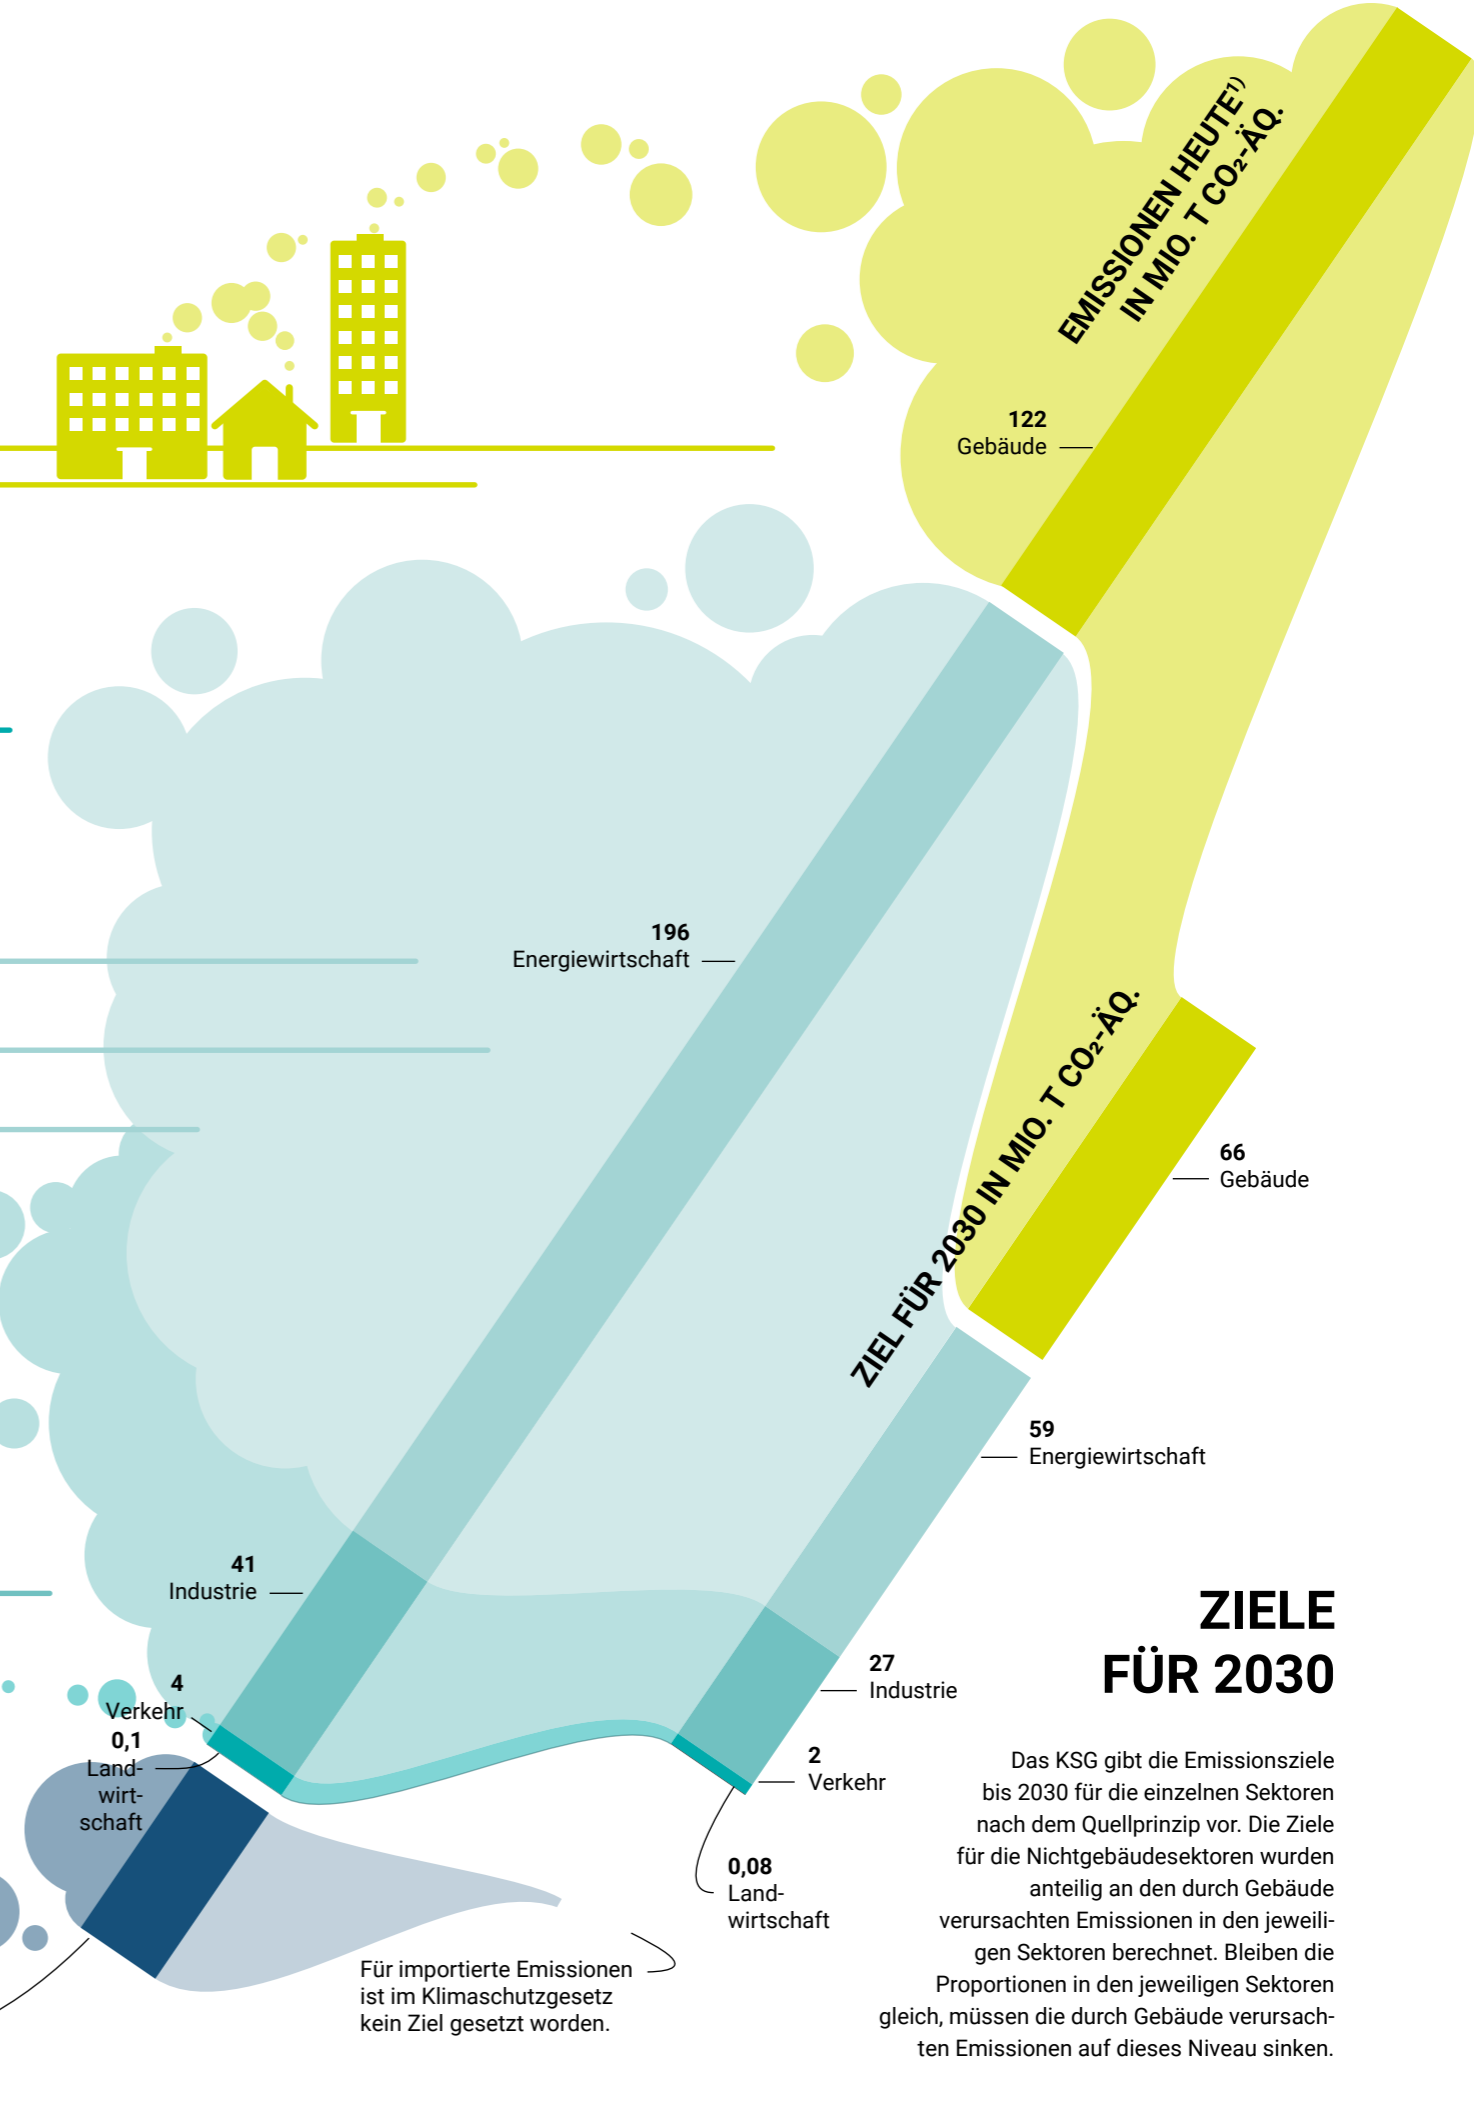 EMISSIONEN HEUTE¹⁾
IN MIO. T CO₂-ÄQ.
122
Gebäude
196
Energiewirtschaft
41
Industrie
4
Verkehr
0,1
Land-
wirt-
schaft
ZIEL FÜR 2030 IN MIO. T CO₂-ÄQ.
66
Gebäude
59
Energiewirtschaft
27
Industrie
2
Verkehr
0,08
Land-
wirtschaft
Für importierte Emissionen
ist im Klimaschutzgesetz
kein Ziel gesetzt worden.
ZIELE
FÜR 2030
Das KSG gibt die Emissionsziele
bis 2030 für die einzelnen Sektoren
nach dem Quellprinzip vor. Die Ziele
für die Nichtgebäudesektoren wurden
anteilig an den durch Gebäude
verursachten Emissionen in den jeweili-
gen Sektoren berechnet. Bleiben die
Proportionen in den jeweiligen Sektoren
gleich, müssen die durch Gebäude verursach-
ten Emissionen auf dieses Niveau sinken.